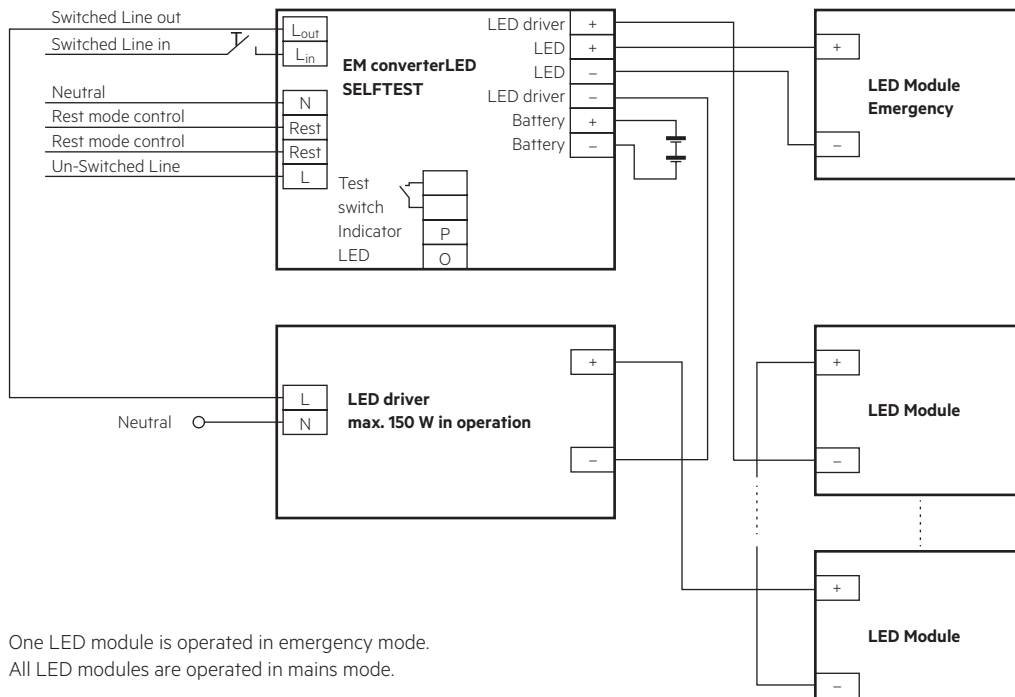 Switched Line out
Switched Line in
Neutral
Rest mode control
Rest mode control
Un-Switched Line
Lout
Lin
N
Rest
Rest
L
EM converterLED
SELFTEST
Test
switch
Indicator
LED
P
O
LED driver +
LED +
LED –
LED driver –
Battery +
Battery –
+
–
LED Module
Emergency
Neutral
L
N
LED driver
max. 150 W in operation
+
–
+
–
LED Module
+
–
LED Module
One LED module is operated in emergency mode.
All LED modules are operated in mains mode.